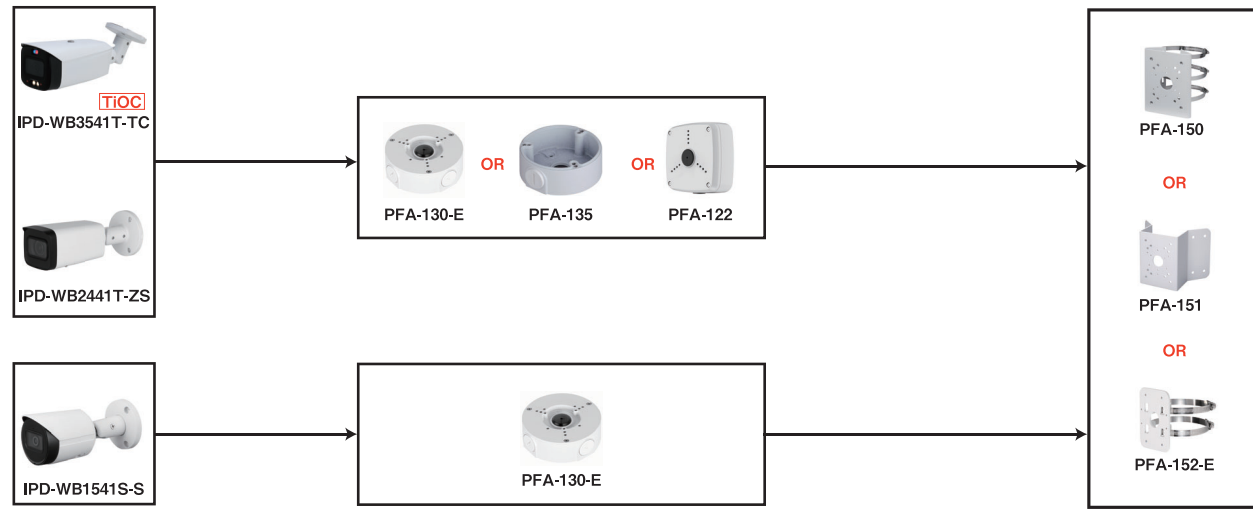 TiOC
IPD-WB3541T-TC
IPD-WB2441T-ZS
OR
OR
PFA-130-E
PFA-135
PFA-122
IPD-WB1541S-S
PFA-130-E
PFA-150
OR
PFA-151
OR
PFA-152-E